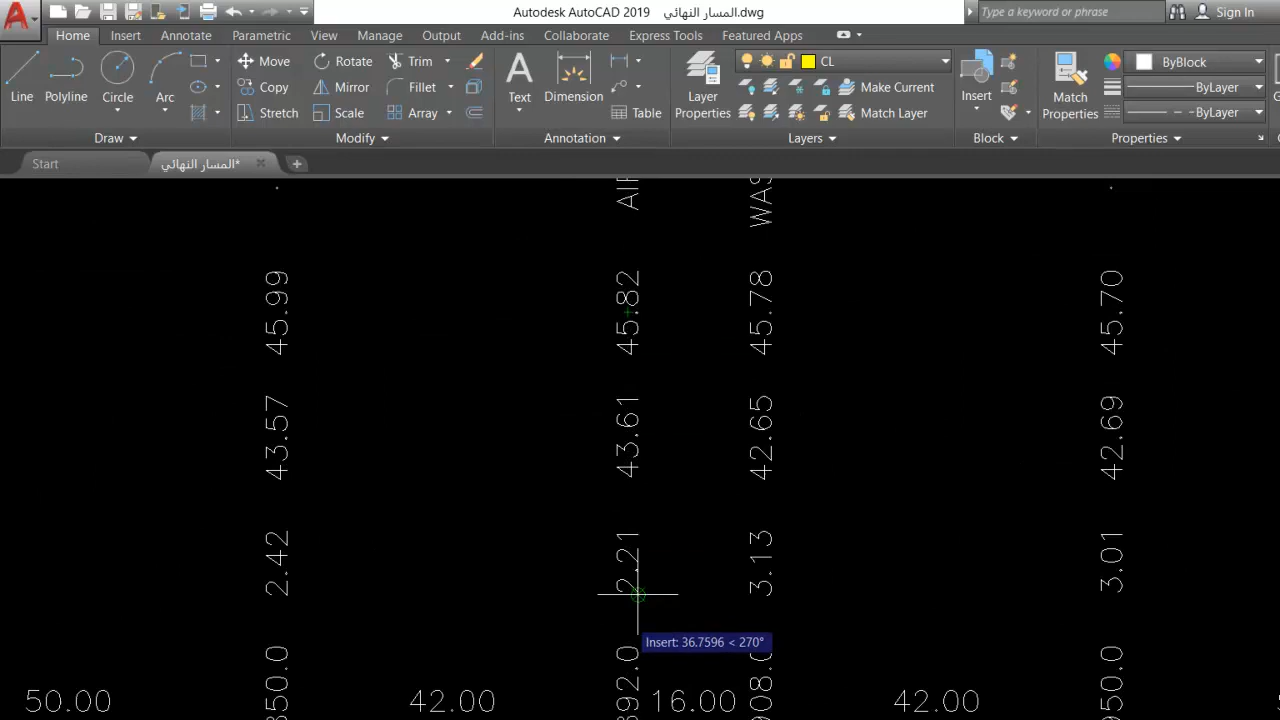 Autodesk AutoCAD 2019 المسار النهائي.dwg
Type a keyword or phrase
Sign In
Home Insert Annotate Parametric View Manage Output Add-ins Collaborate Express Tools Featured Apps
Line
Polyline
Circle
Arc
Move
Rotate
Trim
Copy
Mirror
Fillet
Stretch
Scale
Array
Text
Dimension
Table
Layer
Properties
CL
Make Current
Match Layer
Insert
Match
Properties
ByBlock
ByLayer
ByLayer
Draw Modify Annotation Layers Block Properties
Start
المسار النهائي*
45.99 45.82 45.78 45.70
43.57 43.61 42.65 42.69
2.42 2.21 3.13 3.01
Insert: 36.7596 < 270°
50.00 42.00 16.00 42.00